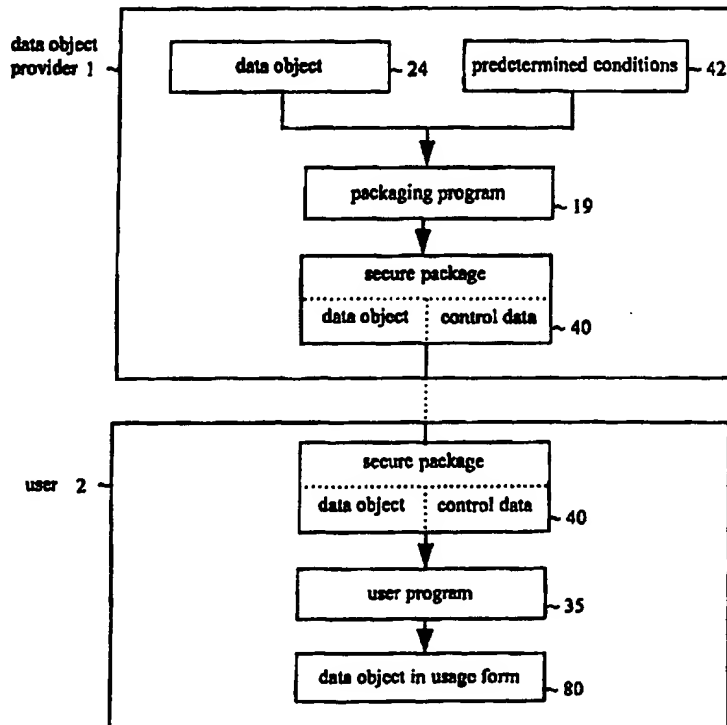 data object
provider 1
data object
24
predetermined conditions
42
packaging program
~ 19
secure package
data object
control data
~ 40
user 2
secure package
data object
control data
~ 40
user program
~ 35
data object in usage form
~ 80